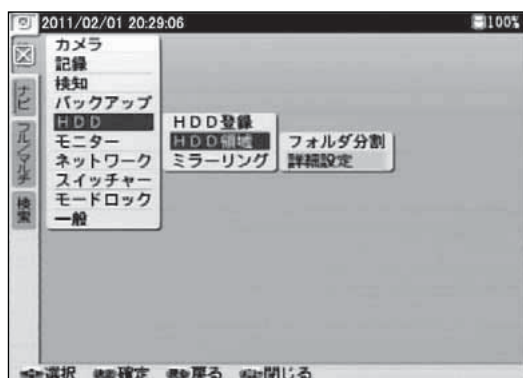 2011/02/01 20:29:06 100%
カメラ
記録
検知
バックアップ
HDD
モニター
ネットワーク
スイッチャー
モードロック
一般
HDD登録
HDD領域
ミラーリング
フォルダ分割
詳細設定
ナビ
フル/マルチ
検索
選択 確定 戻る 閉じる